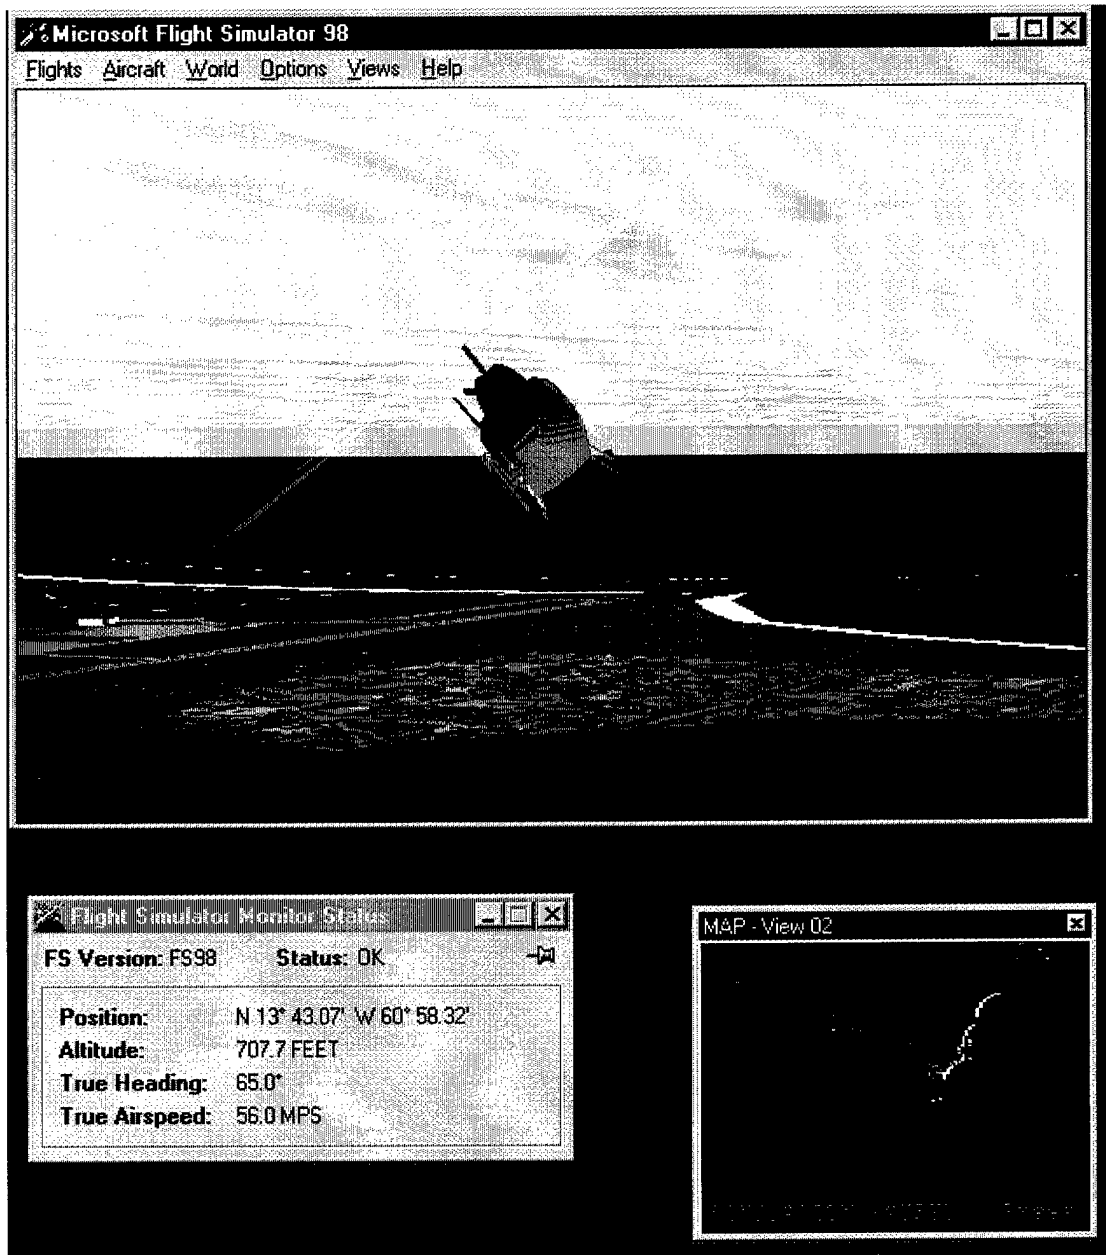 Microsoft Flight Simulator 98
Flights Aircraft World Options Views Help
Flight Simulator Monitor Status
FS Version: FS98 Status: OK
Position: N 13° 43.07' W 60° 58.32'
Altitude: 707.7 FEET
True Heading: 65.0°
True Airspeed: 56.0 MPS
MAP - View 02